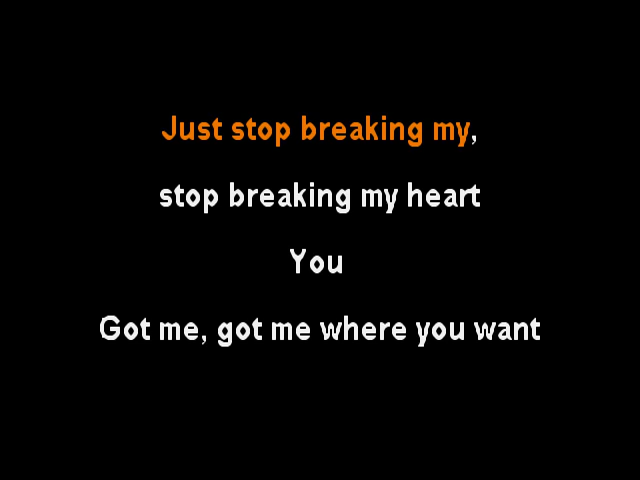 Just stop breaking my,
stop breaking my heart
You
Got me, got me where you want